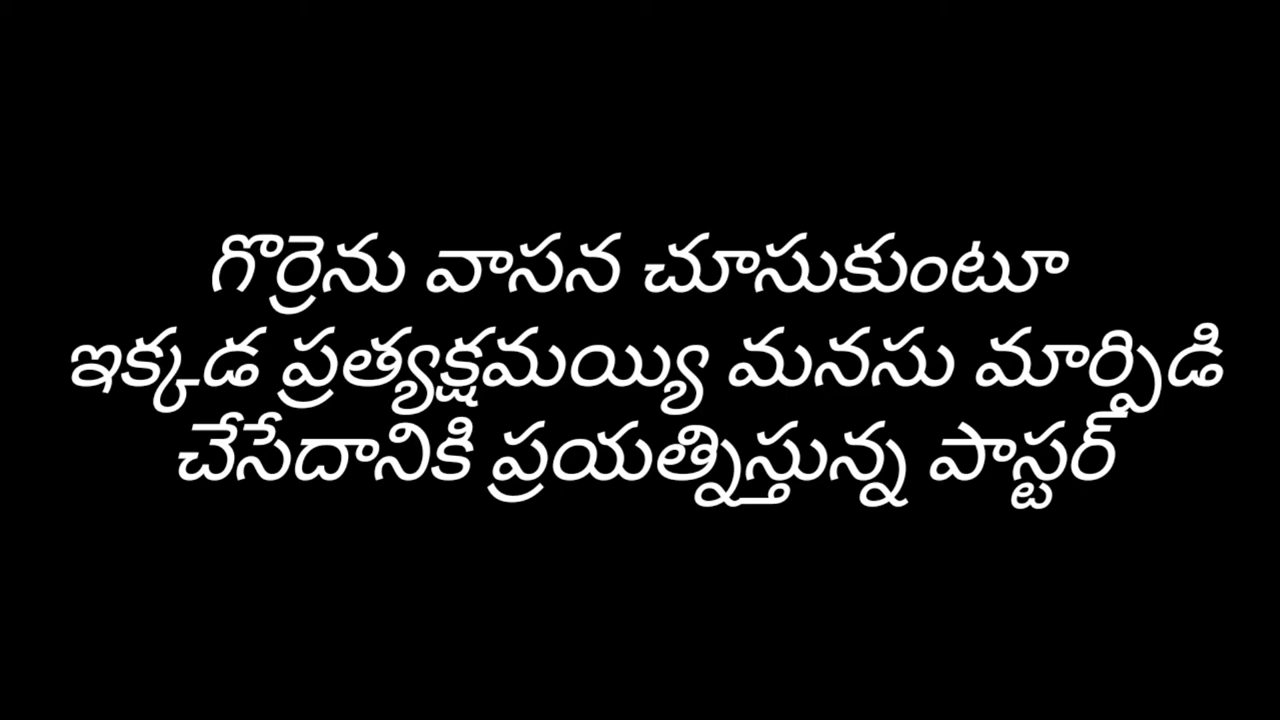 గొర్రెను వాసన చూసుకుంటూ
ఇక్కడ ప్రత్యక్షమయ్యి మనసు మార్పిడి
చేసేదానికి ప్రయత్నిస్తున్న పాస్టర్